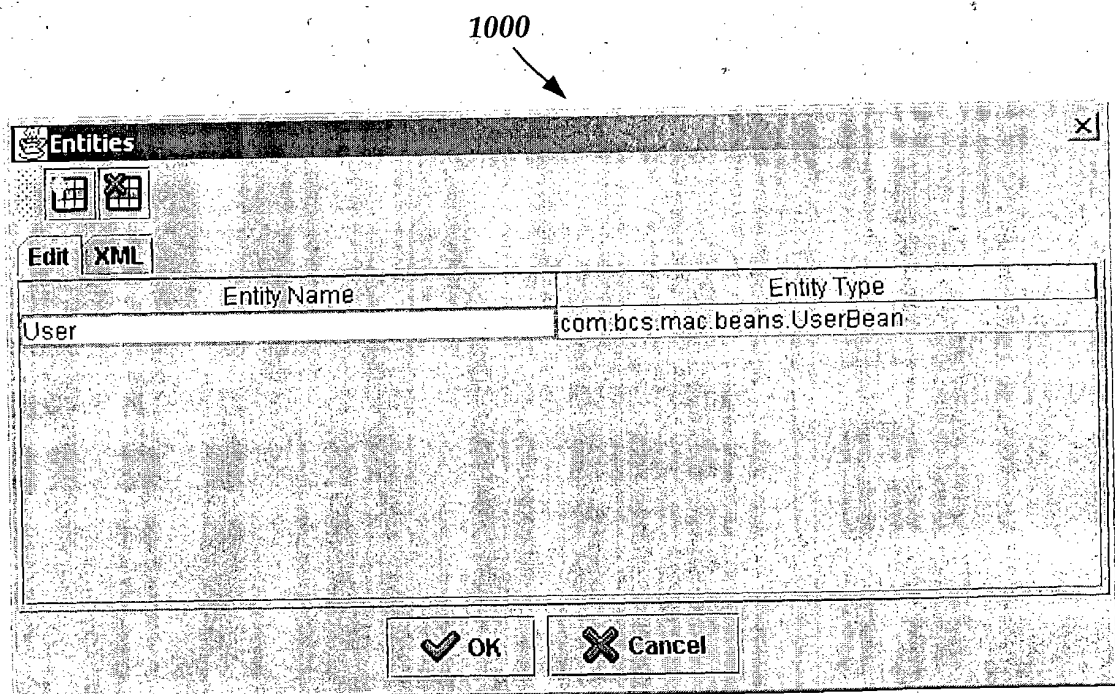 1000
Entities
Edit XML
Entity Name Entity Type
User com.bcs.mac.beans.UserBean
OK Cancel